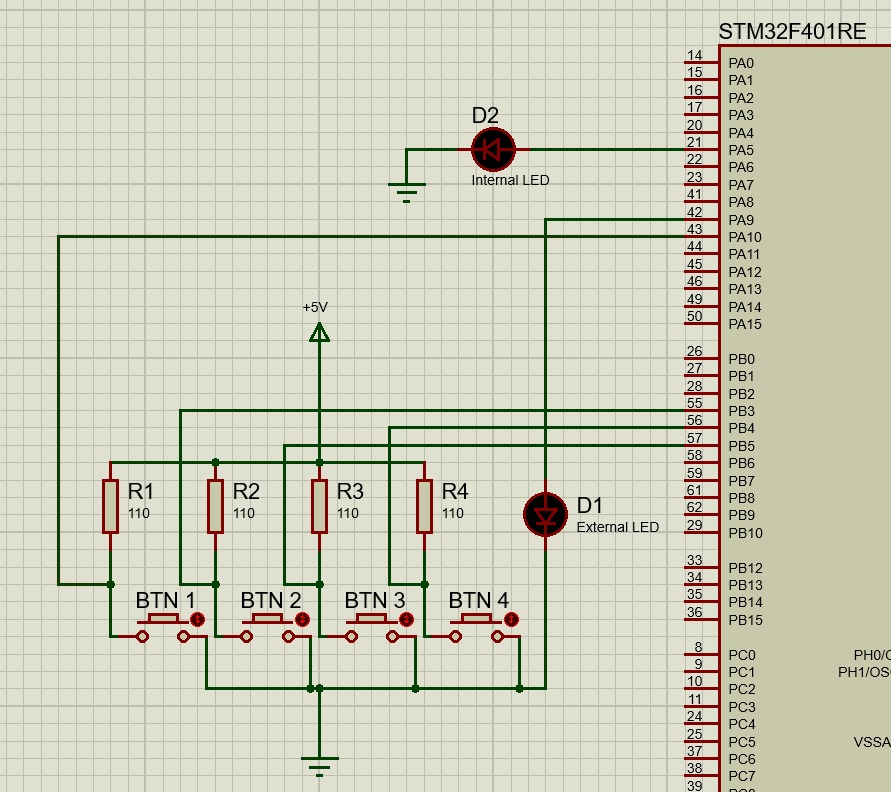 STM32F401RE
14 PA0
15 PA1
16 PA2
17 PA3
20 PA4
21 PA5
22 PA6
23 PA7
41 PA8
42 PA9
43 PA10
44 PA11
45 PA12
46 PA13
49 PA14
50 PA15
26 PB0
27 PB1
28 PB2
55 PB3
56 PB4
57 PB5
58 PB6
59 PB7
61 PB8
62 PB9
29 PB10
33 PB12
34 PB13
35 PB14
36 PB15
8 PC0 PH0/
9 PC1 PH1/OS
10 PC2
11 PC3
24 PC4
25 PC5 VSSA
37 PC6
38 PC7
39
D2
Internal LED
+5V
R1
110
R2
110
R3
110
R4
110
D1
External LED
BTN 1
BTN 2
BTN 3
BTN 4